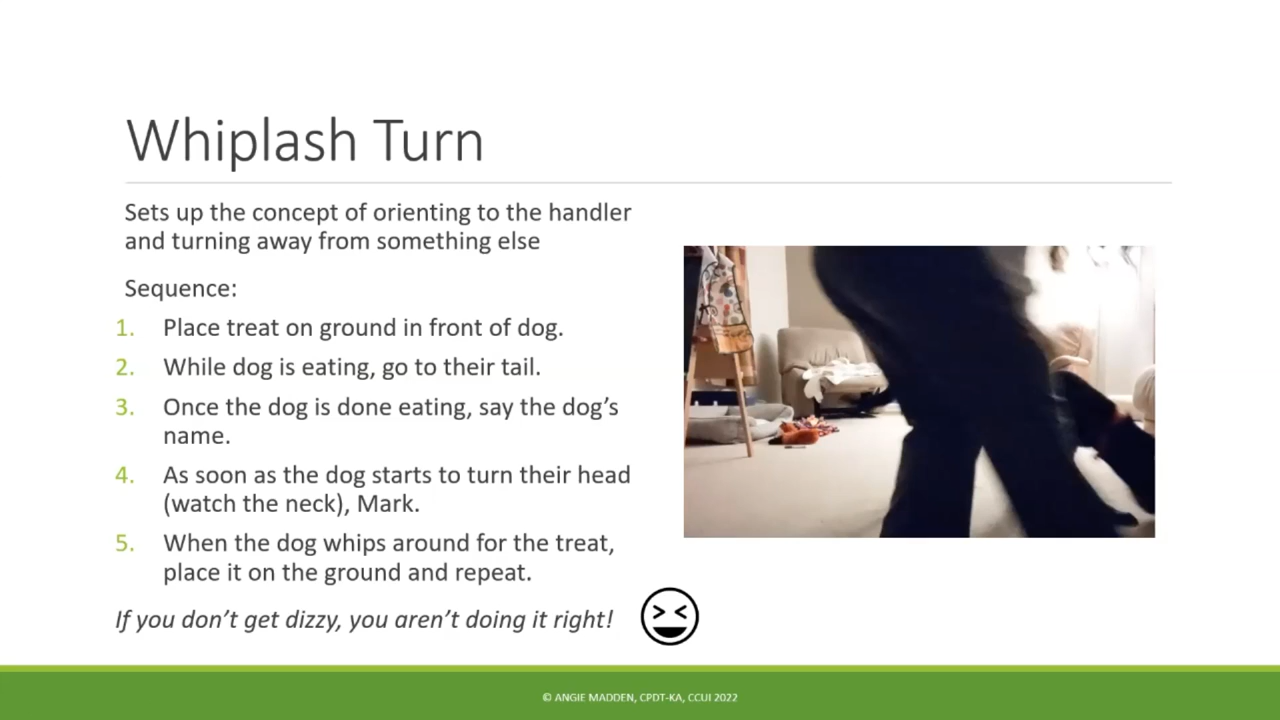 Whiplash Turn
Sets up the concept of orienting to the handler
and turning away from something else
Sequence:
1. Place treat on ground in front of dog.
2. While dog is eating, go to their tail.
3. Once the dog is done eating, say the dog’s
name.
4. As soon as the dog starts to turn their head
(watch the neck), Mark.
5. When the dog whips around for the treat,
place it on the ground and repeat.
If you don’t get dizzy, you aren’t doing it right!
© ANGIE MADDEN, CPDT-KA, CCUI 2022